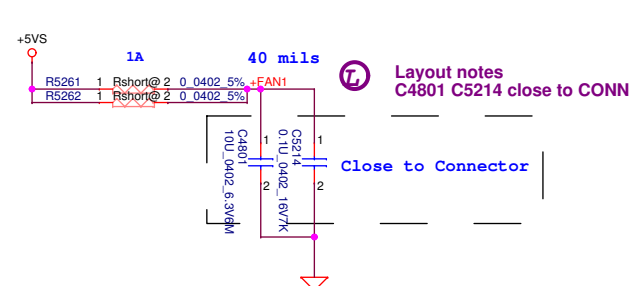 +5VS
1A
40 mils
R5261 1 Rshort@ 2 0_0402_5% +FAN1
R5262 1 Rshort@ 2 0_0402_5%
L
Layout notes
C4801 C5214 close to CONN
1
1
C4801
10U_0402_6.3V6M
C5214
0.1U_0402_16V7K
2
2
Close to Connector